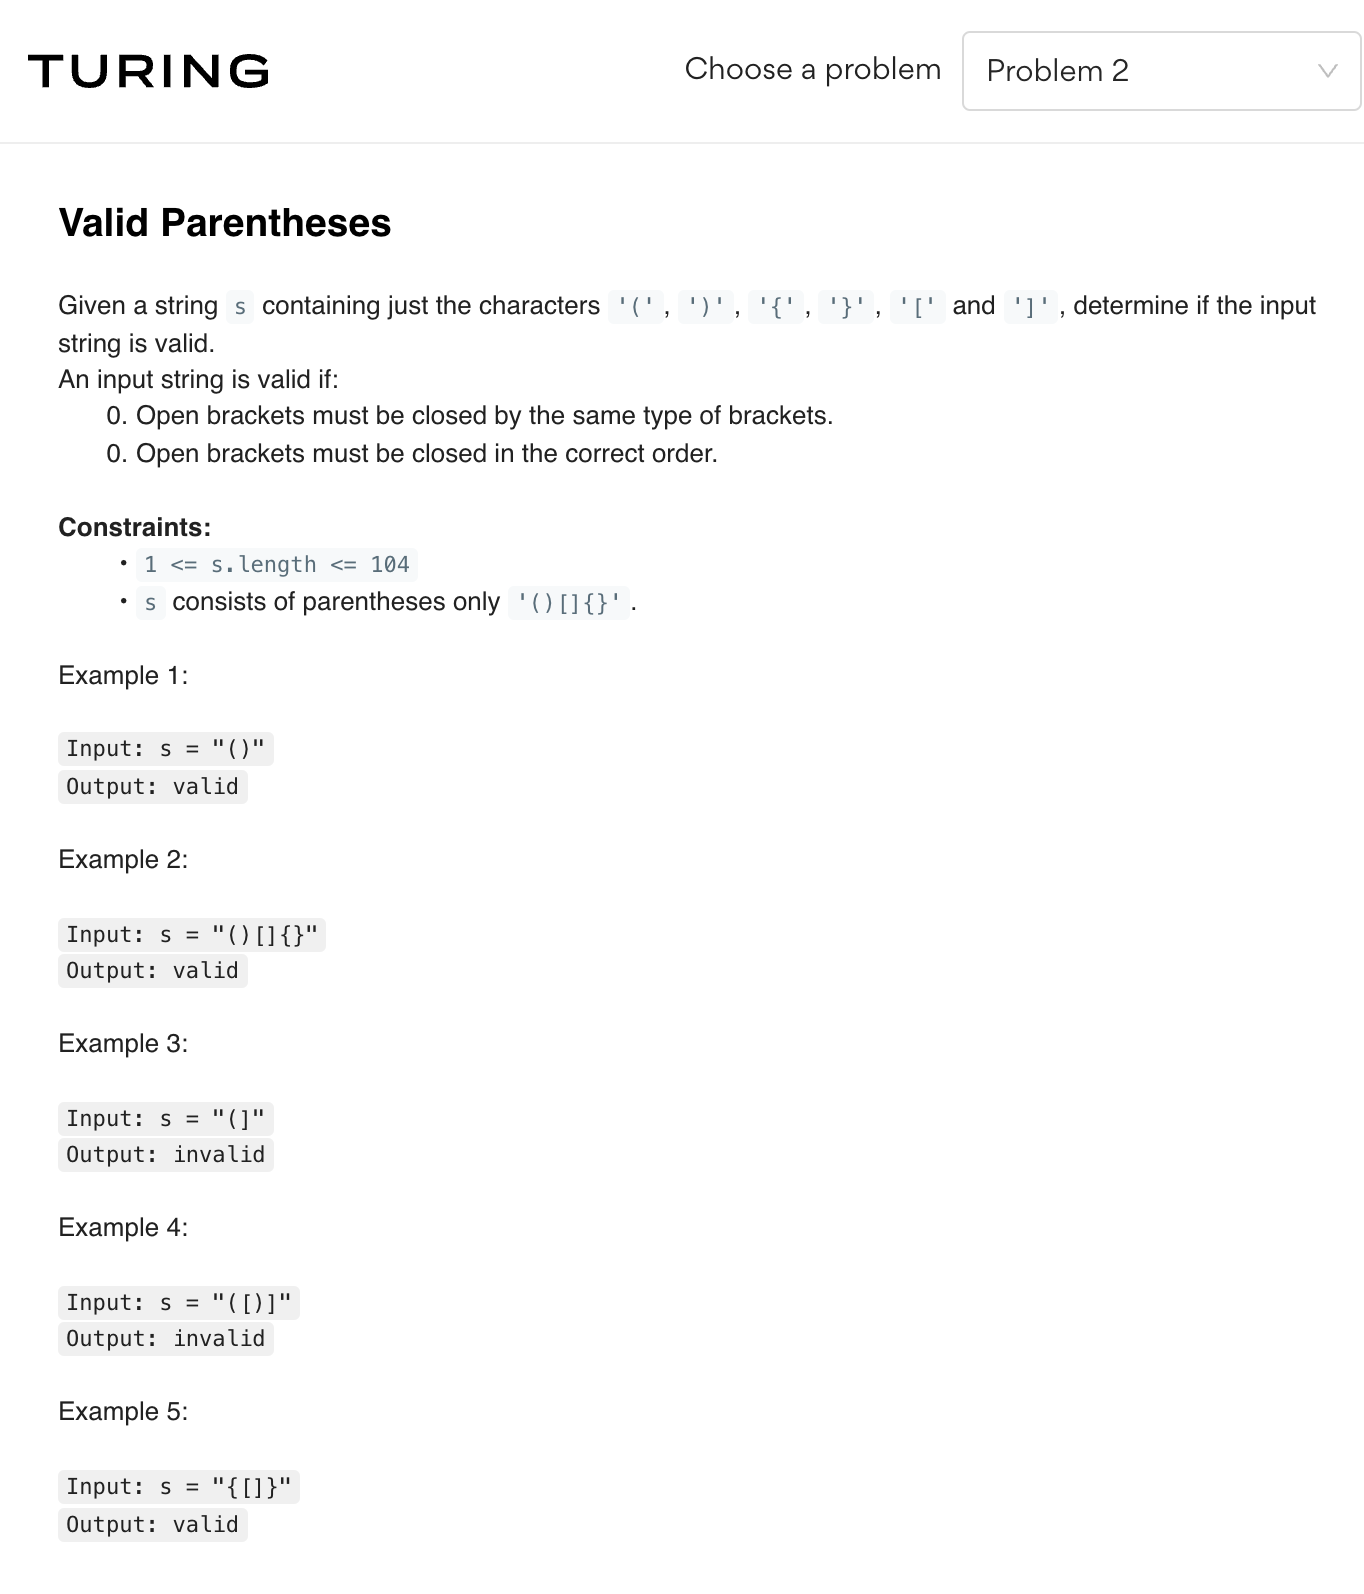 TURING
Choose a problem
Problem 2
Valid Parentheses
Given a string s containing just the characters '(', ')', '{', '}', '[' and ']', determine if the input
string is valid.
An input string is valid if:
0. Open brackets must be closed by the same type of brackets.
0. Open brackets must be closed in the correct order.
Constraints:
• 1 <= s.length <= 104
• s consists of parentheses only '()[]{}'.
Example 1:
Input: s = "()"
Output: valid
Example 2:
Input: s = "()[]{}"
Output: valid
Example 3:
Input: s = "(]"
Output: invalid
Example 4:
Input: s = "([)]"
Output: invalid
Example 5:
Input: s = "{[]}"
Output: valid